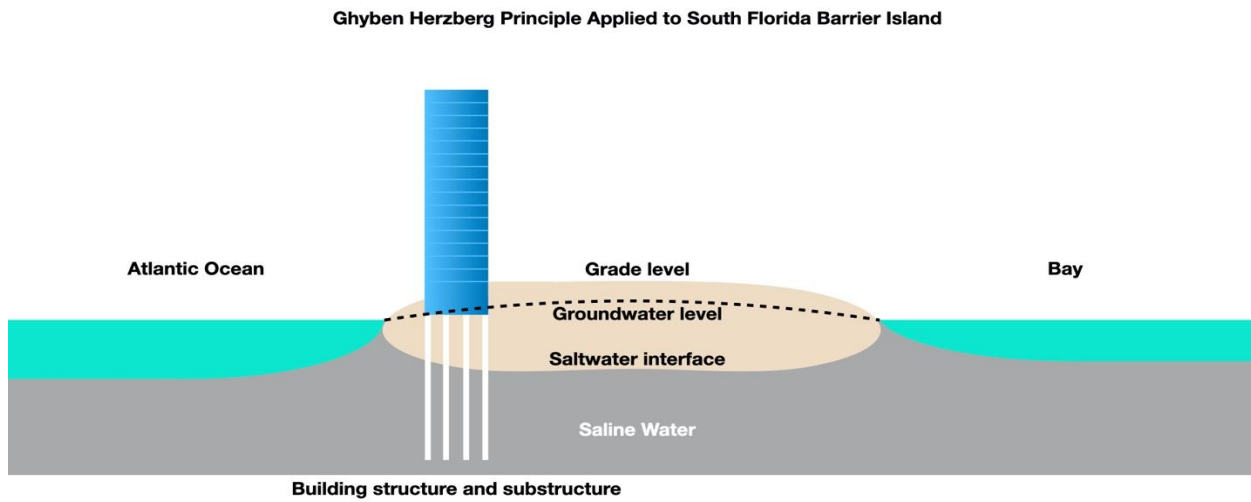 Ghyben Herzberg Principle Applied to South Florida Barrier Island
Atlantic Ocean
Grade level
Bay
Groundwater level
Saltwater interface
Saline Water
Building structure and substructure